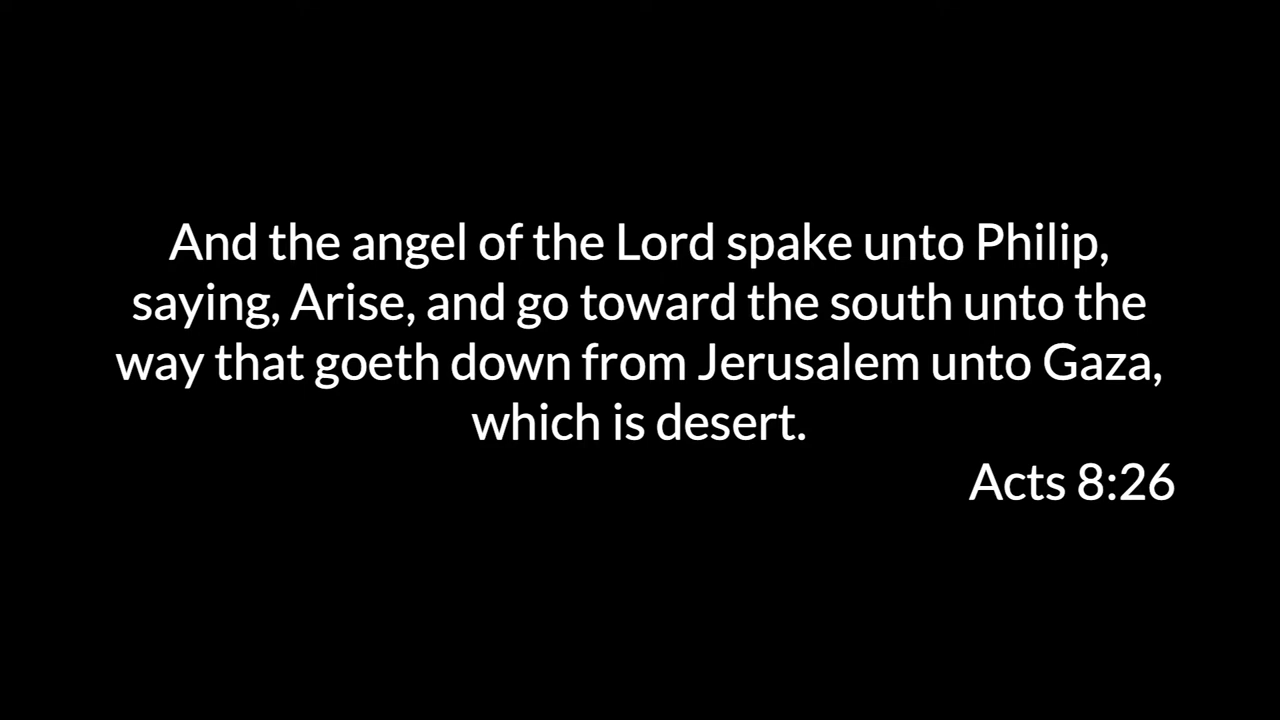 And the angel of the Lord spake unto Philip,
saying, Arise, and go toward the south unto the
way that goeth down from Jerusalem unto Gaza,
which is desert.
Acts 8:26